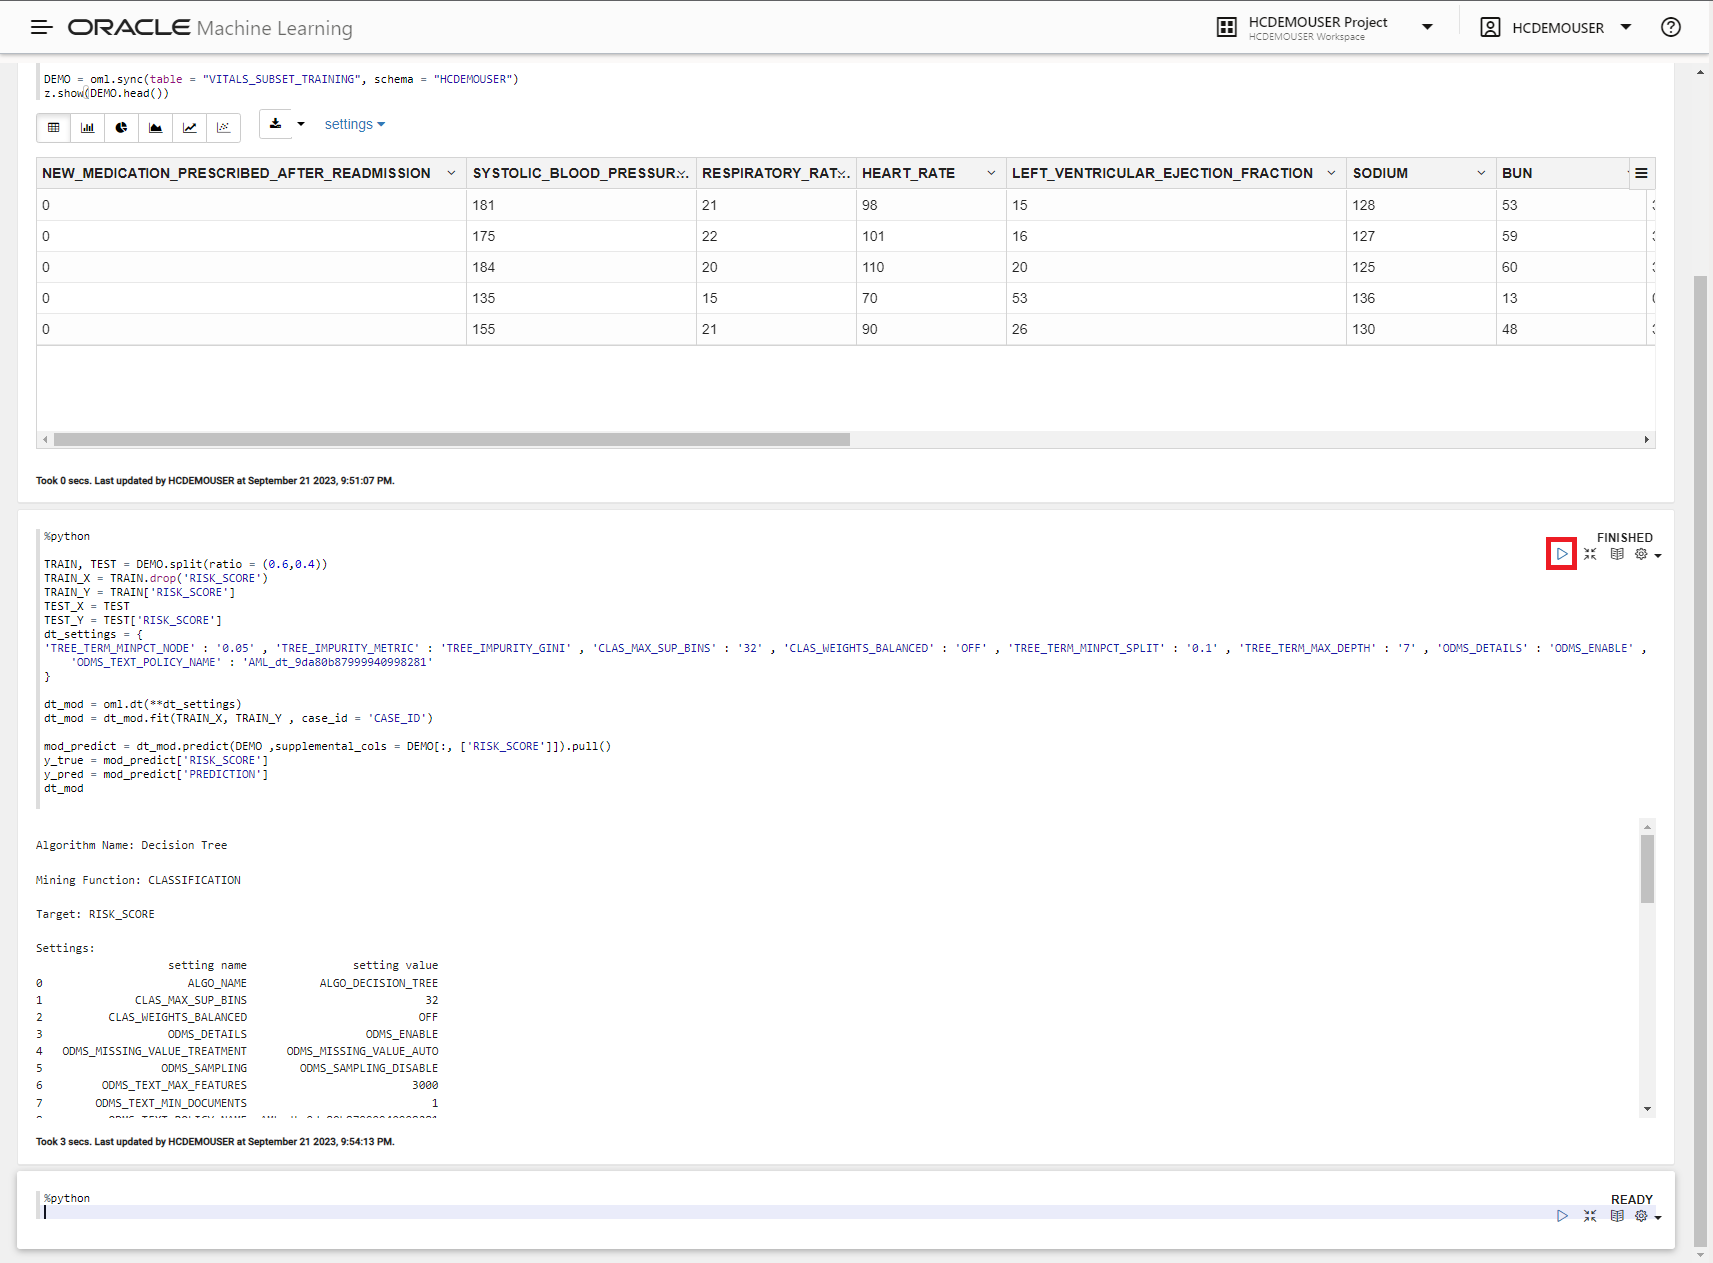 ORACLE Machine Learning
HCDEMOUSER Project
HCDEMOUSER Workspace
HCDEMOUSER
DEMO = oml.sync(table = "VITALS_SUBSET_TRAINING", schema = "HCDEMOUSER")
z.show(DEMO.head())
settings
NEW_MEDICATION_PRESCRIBED_AFTER_READMISSION SYSTOLIC_BLOOD_PRESSUR... RESPIRATORY_RAT... HEART_RATE LEFT_VENTRICULAR_EJECTION_FRACTION SODIUM BUN
0 181 21 98 15 128 53
0 175 22 101 16 127 59
0 184 20 110 20 125 60
0 135 15 70 53 136 13
0 155 21 90 26 130 48
Took 0 secs. Last updated by HCDEMOUSER at September 21 2023, 9:51:07 PM.
%python
FINISHED
TRAIN, TEST = DEMO.split(ratio = (0.6,0.4))
TRAIN_X = TRAIN.drop('RISK_SCORE')
TRAIN_Y = TRAIN['RISK_SCORE']
TEST_X = TEST
TEST_Y = TEST['RISK_SCORE']
dt_settings = {
'TREE_TERM_MINPCT_NODE' : '0.05' , 'TREE_IMPURITY_METRIC' : 'TREE_IMPURITY_GINI' , 'CLAS_MAX_SUP_BINS' : '32' , 'CLAS_WEIGHTS_BALANCED' : 'OFF' , 'TREE_TERM_MINPCT_SPLIT' : '0.1' , 'TREE_TERM_MAX_DEPTH' : '7' , 'ODMS_DETAILS' : 'ODMS_ENABLE' ,
'ODMS_TEXT_POLICY_NAME' : 'AML_dt_9da80b87999940998281'
}
dt_mod = oml.dt(**dt_settings)
dt_mod = dt_mod.fit(TRAIN_X, TRAIN_Y , case_id = 'CASE_ID')
mod_predict = dt_mod.predict(DEMO ,supplemental_cols = DEMO[:, ['RISK_SCORE']]).pull()
y_true = mod_predict['RISK_SCORE']
y_pred = mod_predict['PREDICTION']
dt_mod
Algorithm Name: Decision Tree
Mining Function: CLASSIFICATION
Target: RISK_SCORE
Settings:
setting name setting value
0 ALGO_NAME ALGO_DECISION_TREE
1 CLAS_MAX_SUP_BINS 32
2 CLAS_WEIGHTS_BALANCED OFF
3 ODMS_DETAILS ODMS_ENABLE
4 ODMS_MISSING_VALUE_TREATMENT ODMS_MISSING_VALUE_AUTO
5 ODMS_SAMPLING ODMS_SAMPLING_DISABLE
6 ODMS_TEXT_MAX_FEATURES 3000
7 ODMS_TEXT_MIN_DOCUMENTS 1
Took 3 secs. Last updated by HCDEMOUSER at September 21 2023, 9:54:13 PM.
%python
READY